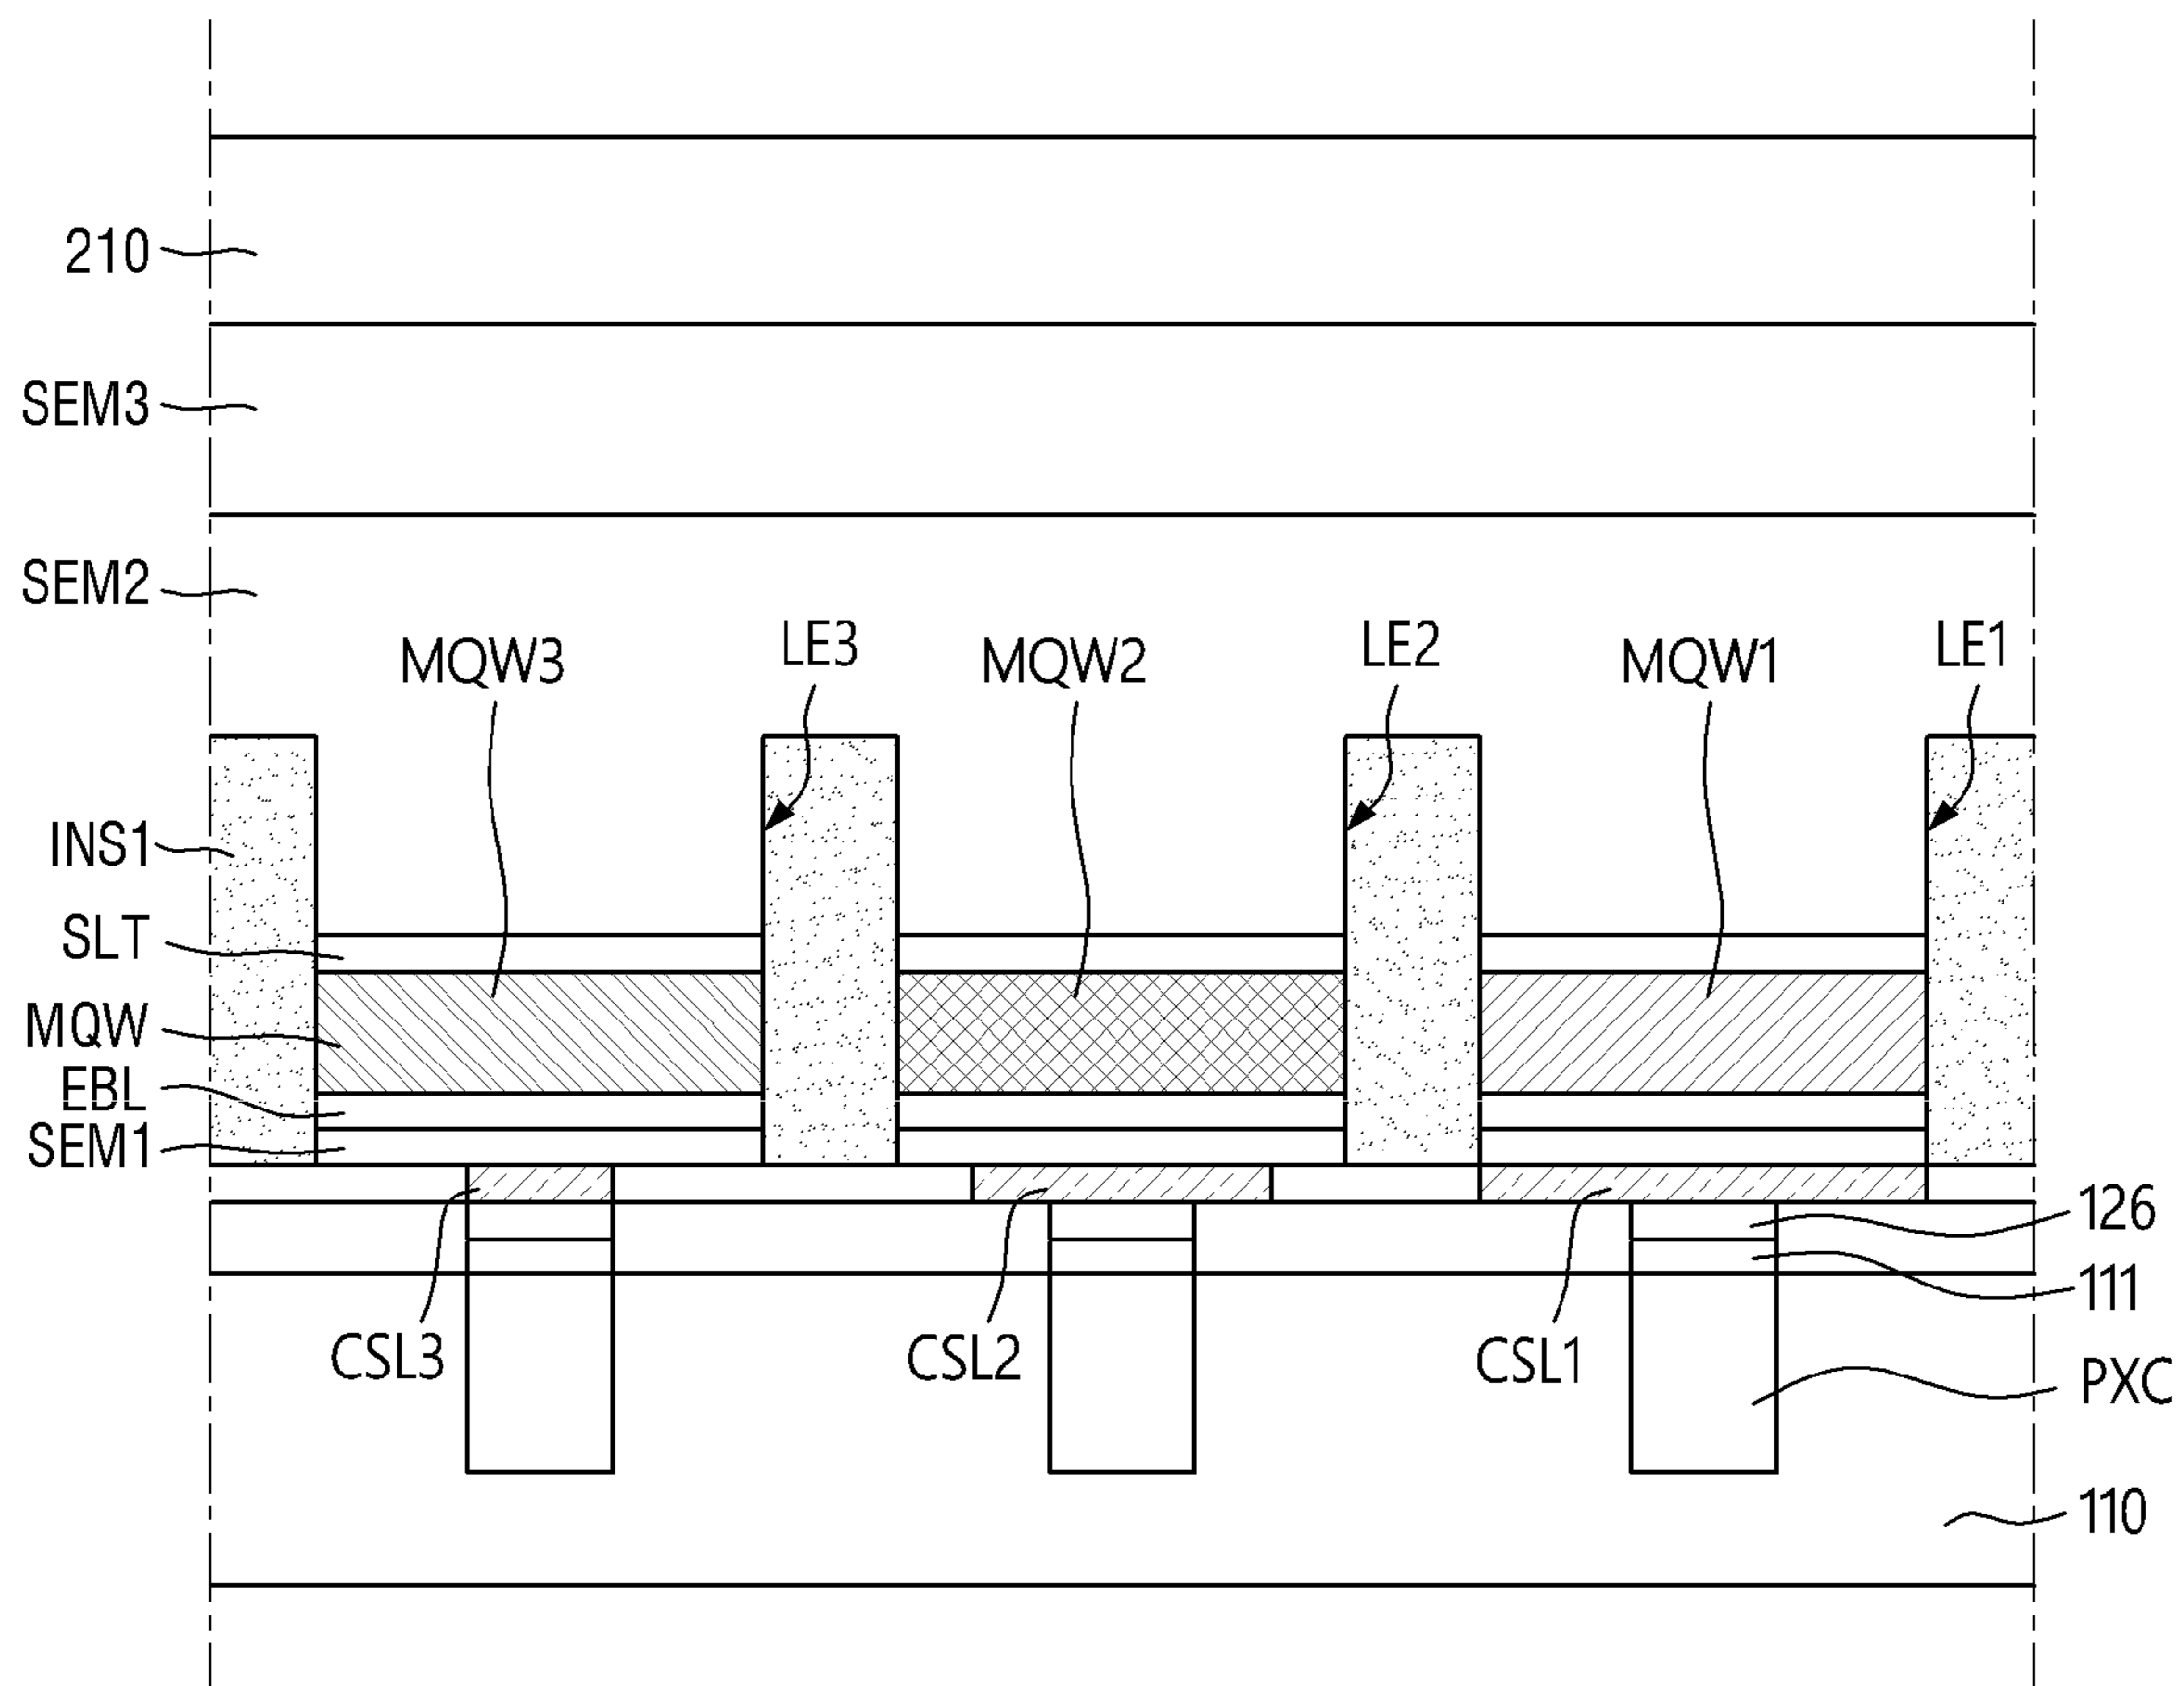 210
SEM3
SEM2
MQW3
LE3
MQW2
LE2
MQW1
LE1
INS1
SLT
MQW
EBL
SEM1
126
111
CSL3
CSL2
CSL1
PXC
110